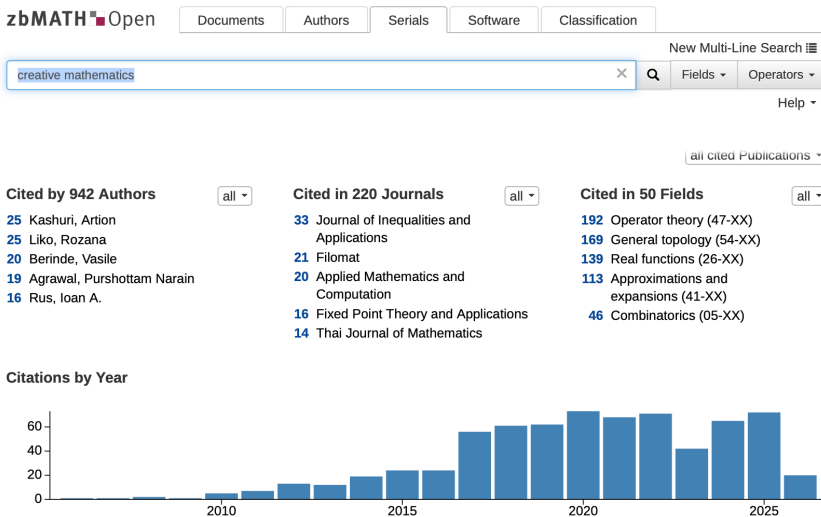 zbMATH Open
Documents
Authors
Serials
Software
Classification
New Multi-Line Search
creative mathematics
Fields
Operators
Help
all cited Publications
Cited by 942 Authors
all
25 Kashuri, Artion
25 Liko, Rozana
20 Berinde, Vasile
19 Agrawal, Purshottam Narain
16 Rus, Ioan A.
Cited in 220 Journals
all
33 Journal of Inequalities and
Applications
21 Filomat
20 Applied Mathematics and
Computation
16 Fixed Point Theory and Applications
14 Thai Journal of Mathematics
Cited in 50 Fields
all
192 Operator theory (47-XX)
169 General topology (54-XX)
139 Real functions (26-XX)
113 Approximations and
expansions (41-XX)
46 Combinatorics (05-XX)
Citations by Year
60
40
20
0
2010
2015
2020
2025